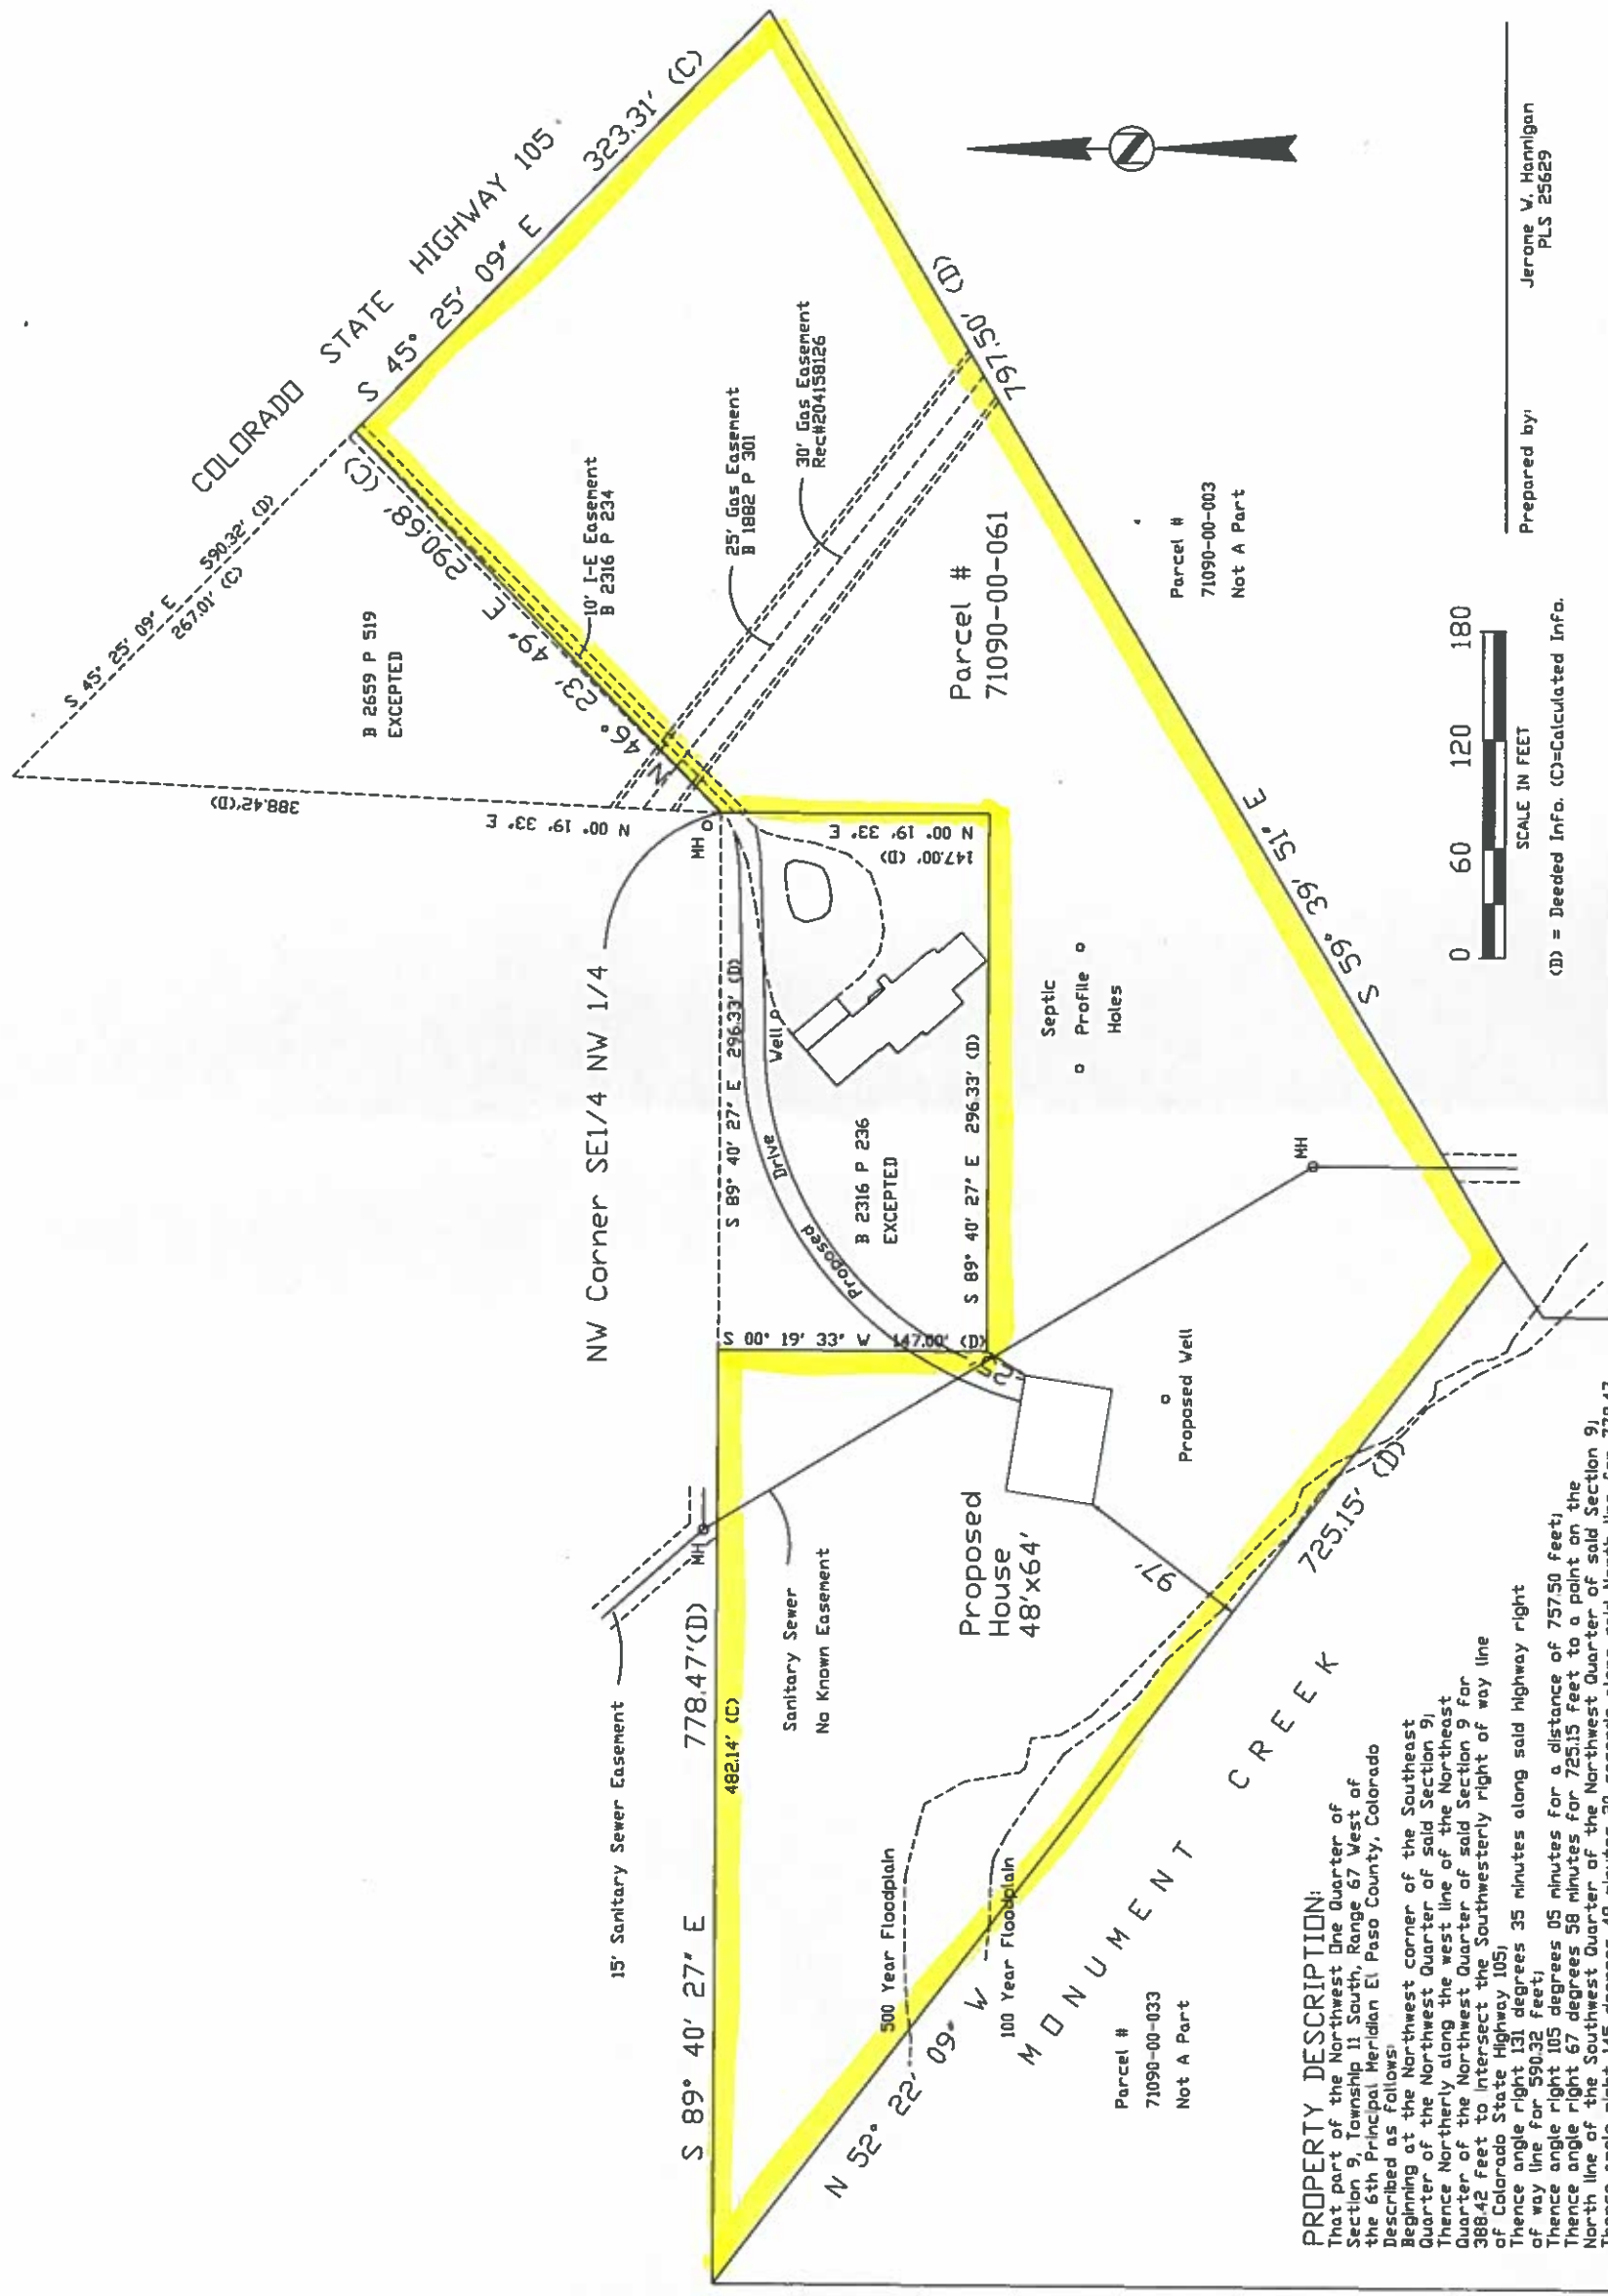 COLORADO STATE HIGHWAY 105
S 45° 25' 09" E 323.31' (C)
S 45° 25' 09" E 590.32' (D)
267.01' (C)
B 2659 P 519
EXCEPTED
388.42'(D)
N 00° 19' 33" E
N 46° 23' 49" E 290.68' (C)
10' I-E Easement
B 2316 P 234
25' Gas Easement
B 1882 P 301
30' Gas Easement
Rec#204158126
797.50' (D)
S 59° 39' 51" E
Parcel #
71090-00-061
Parcel #
71090-00-003
Not A Part
NW Corner SE1/4 NW 1/4
MH
N 00° 19' 33" E
147.00' (D)
S 89° 40' 27" E 296.33' (D)
Well
Proposed Drive
B 2316 P 236
EXCEPTED
S 89° 40' 27" E 296.33' (D)
S 00° 19' 33" W 147.00' (D)
Septic
Profile
Holes
MH
25'
Proposed Well
Proposed
House
48'x64'
97'
725.15' (D)
N 52° 22' 09" W
15' Sanitary Sewer Easement
MH
S 89° 40' 27" E 778.47'(D)
482.14' (C)
Sanitary Sewer
No Known Easement
500 Year Floodplain
100 Year Floodplain
MONUMENT CREEK
Parcel #
71090-00-033
Not A Part
N
0 60 120 180
SCALE IN FEET
(D) = Deeded Info. (C)=Calculated Info.
Prepared by:
Jerome W. Hannigan
PLS 25629
PROPERTY DESCRIPTION:
That part of the Northwest One Quarter of
Section 9, Township 11 South, Range 67 West of
the 6th Principal Meridian El Paso County, Colorado
Described as follows:
Beginning at the Northwest corner of the Southeast
Quarter of the Northwest Quarter of said Section 9;
Thence Northerly along the west line of the Northeast
Quarter of the Northwest Quarter of said Section 9 for
388.42 feet to intersect the Southwesterly right of way line
of Colorado State Highway 105;
Thence angle right 131 degrees 35 minutes along said highway right
of way line for 590.32 feet;
Thence angle right 105 degrees 05 minutes for a distance of 757.50 feet;
Thence angle right 67 degrees 58 minutes for 725.15 feet to a point on the
North line of the Southwest Quarter of the Northwest Quarter of said Section 9;